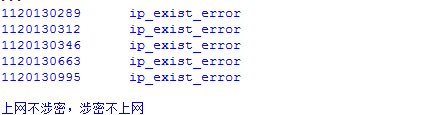 1120130289 ip_exist_error
1120130312 ip_exist_error
1120130346 ip_exist_error
1120130663 ip_exist_error
1120130995 ip_exist_error
上网不涉密，涉密不上网